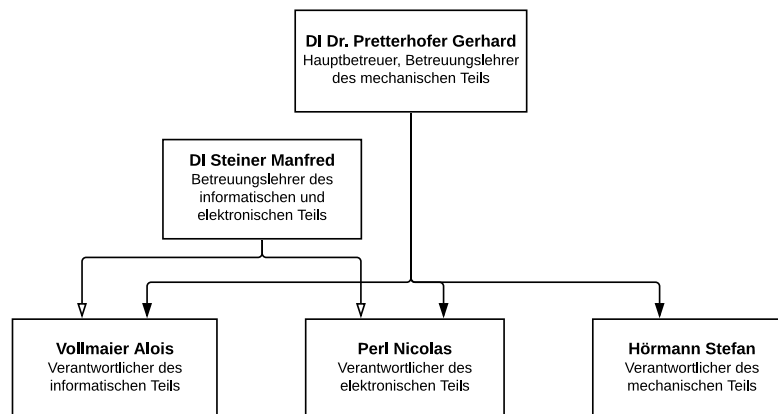 DI Dr. Pretterhofer Gerhard
Hauptbetreuer, Betreuungslehrer
des mechanischen Teils
DI Steiner Manfred
Betreuungslehrer des
informatischen und
elektronischen Teils
Vollmaier Alois
Verantwortlicher des
informatischen Teils
Perl Nicolas
Verantwortlicher des
elektronischen Teils
Hörmann Stefan
Verantwortlicher des
mechanischen Teils